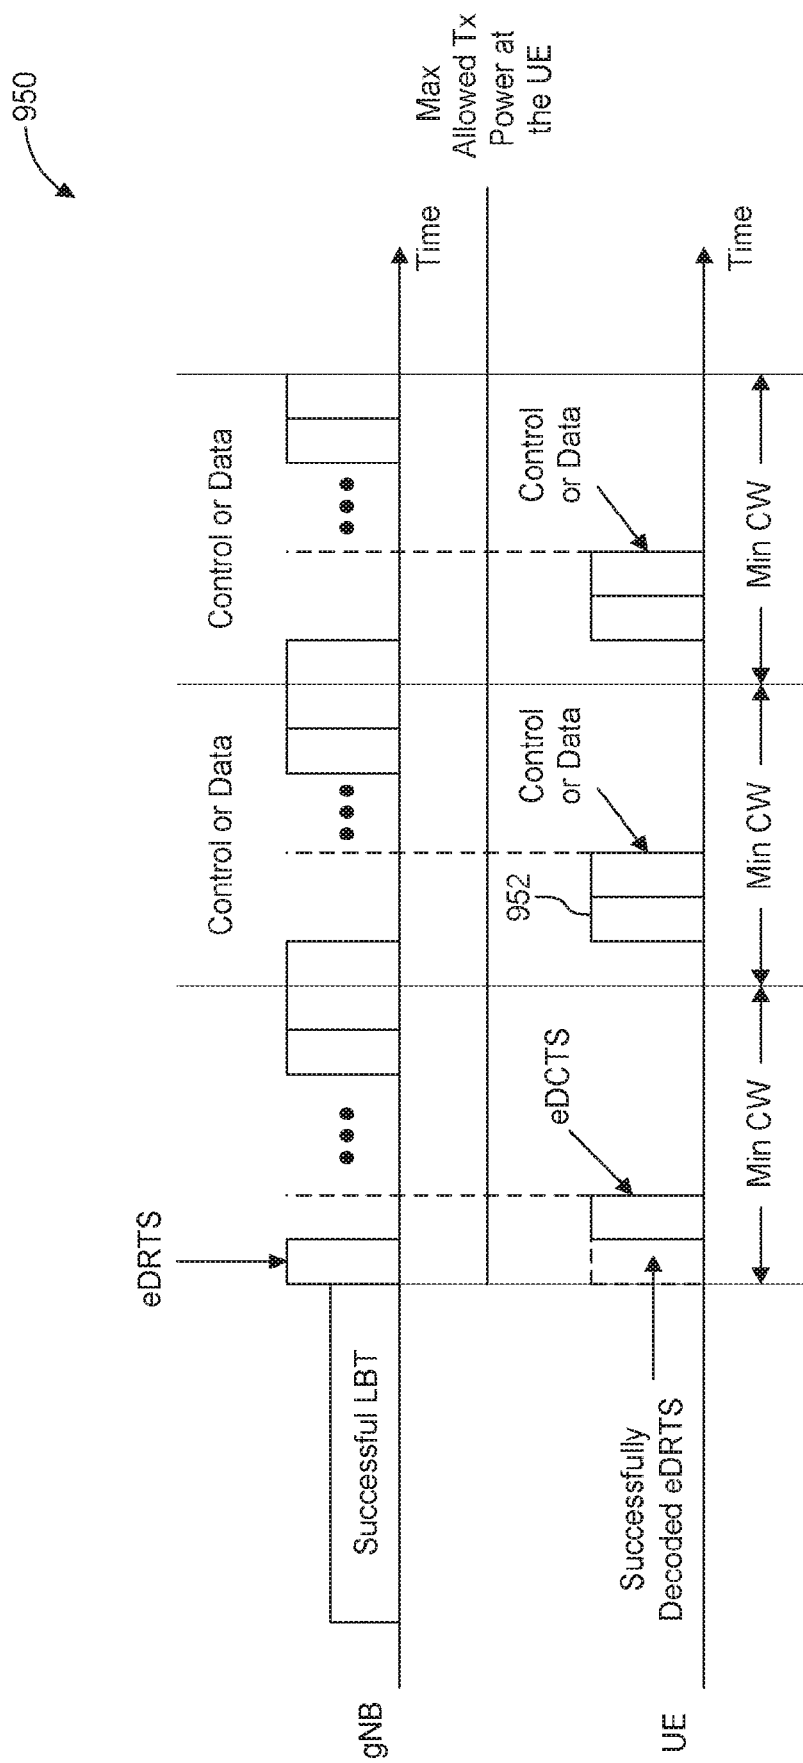 950
eDRTS
Control or Data
Control or Data
gNB
Successful LBT
Time
Max
Allowed Tx
Power at
the UE
Successfully
Decoded eDRTS
eDCTS
952
Control
or Data
Control
or Data
UE
Time
Min CW
Min CW
Min CW